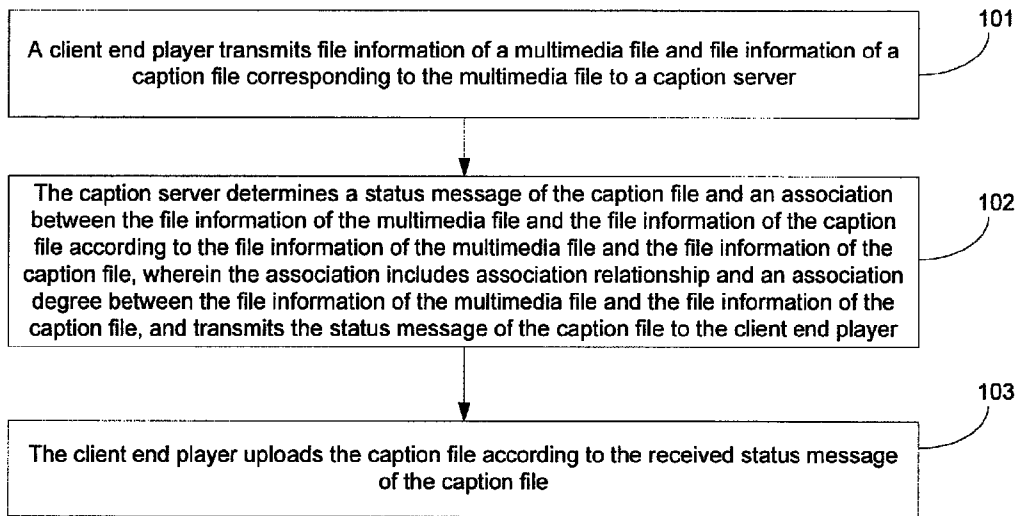 101
A client end player transmits file information of a multimedia file and file information of a
caption file corresponding to the multimedia file to a caption server
The caption server determines a status message of the caption file and an association
between the file information of the multimedia file and the file information of the caption
file according to the file information of the multimedia file and the file information of the
caption file, wherein the association includes association relationship and an association
degree between the file information of the multimedia file and the file information of the
caption file, and transmits the status message of the caption file to the client end player
102
103
The client end player uploads the caption file according to the received status message
of the caption file